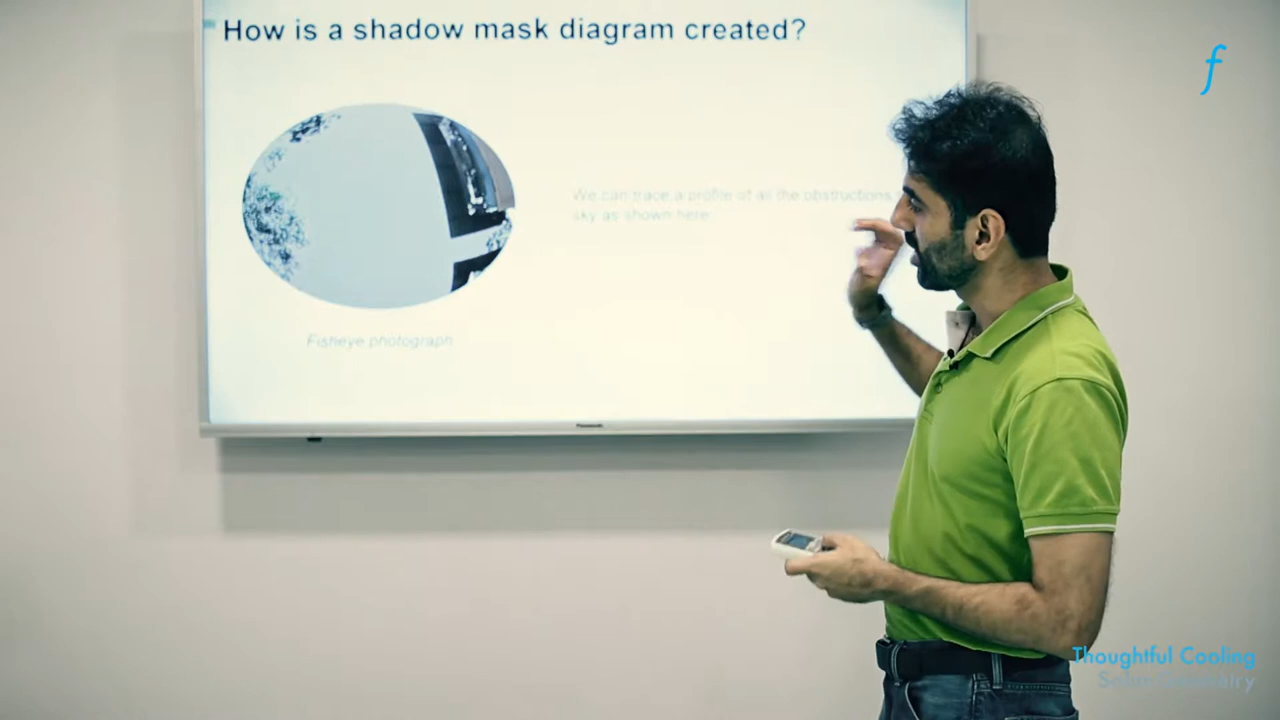 How is a shadow mask diagram created?
f
We can trace a profile of all the obstructions
sky as shown here
Fisheye photograph
Panasonic
Thoughtful Cooling
Solar Geometry